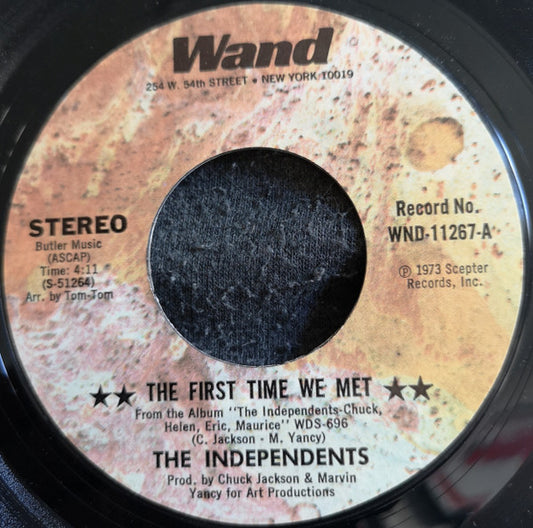 Wand
254 W. 54th STREET • NEW YORK 10019
STEREO
Butler Music
(ASCAP)
Time: 4:11
(S-51264)
Arr. by Tom-Tom
Record No.
WND-11267-A
℗ 1973 Scepter
Records, Inc.
★★ THE FIRST TIME WE MET ★★
From the Album "The Independents-Chuck,
Helen, Eric, Maurice" WDS-696
(C. Jackson - M. Yancy)
THE INDEPENDENTS
Prod. by Chuck Jackson & Marvin
Yancy for Art Productions